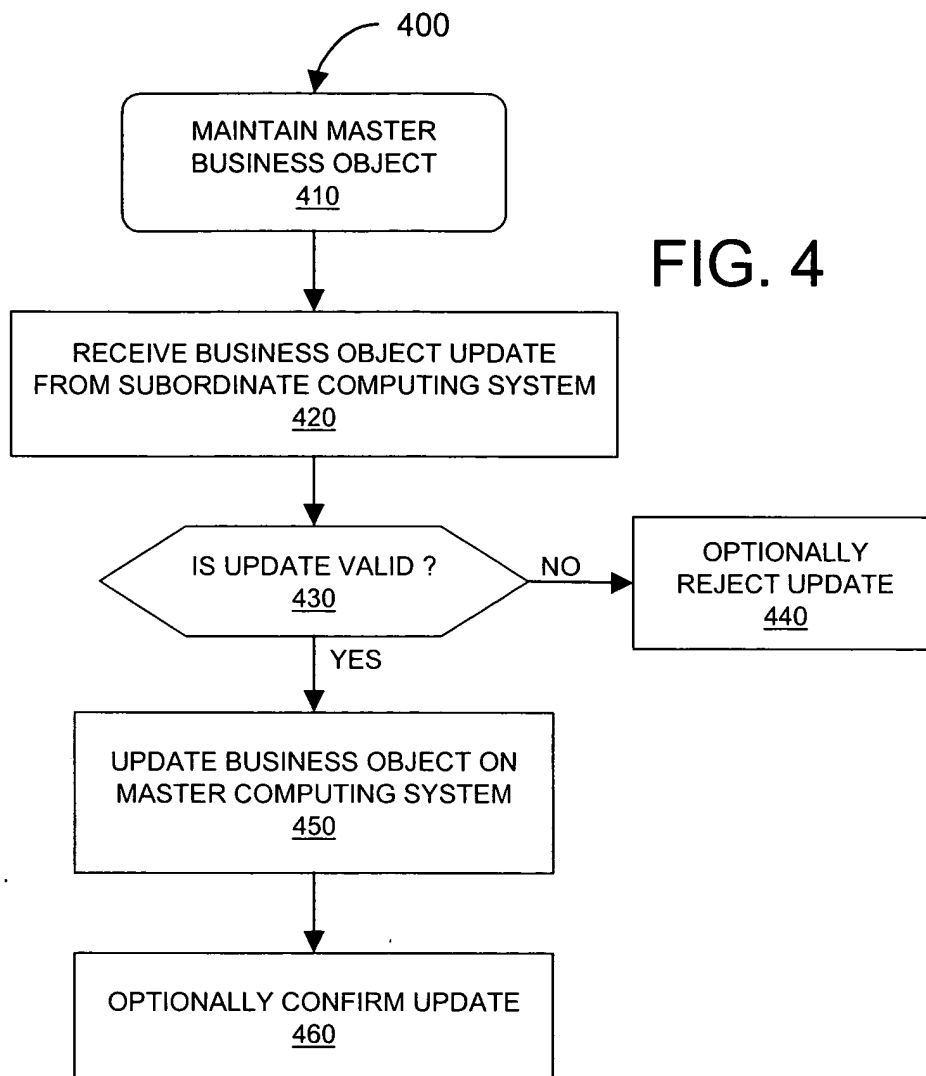 400
MAINTAIN MASTER
BUSINESS OBJECT
410
FIG. 4
RECEIVE BUSINESS OBJECT UPDATE
FROM SUBORDINATE COMPUTING SYSTEM
420
IS UPDATE VALID ?
430
NO
OPTIONALLY
REJECT UPDATE
440
YES
UPDATE BUSINESS OBJECT ON
MASTER COMPUTING SYSTEM
450
OPTIONALLY CONFIRM UPDATE
460